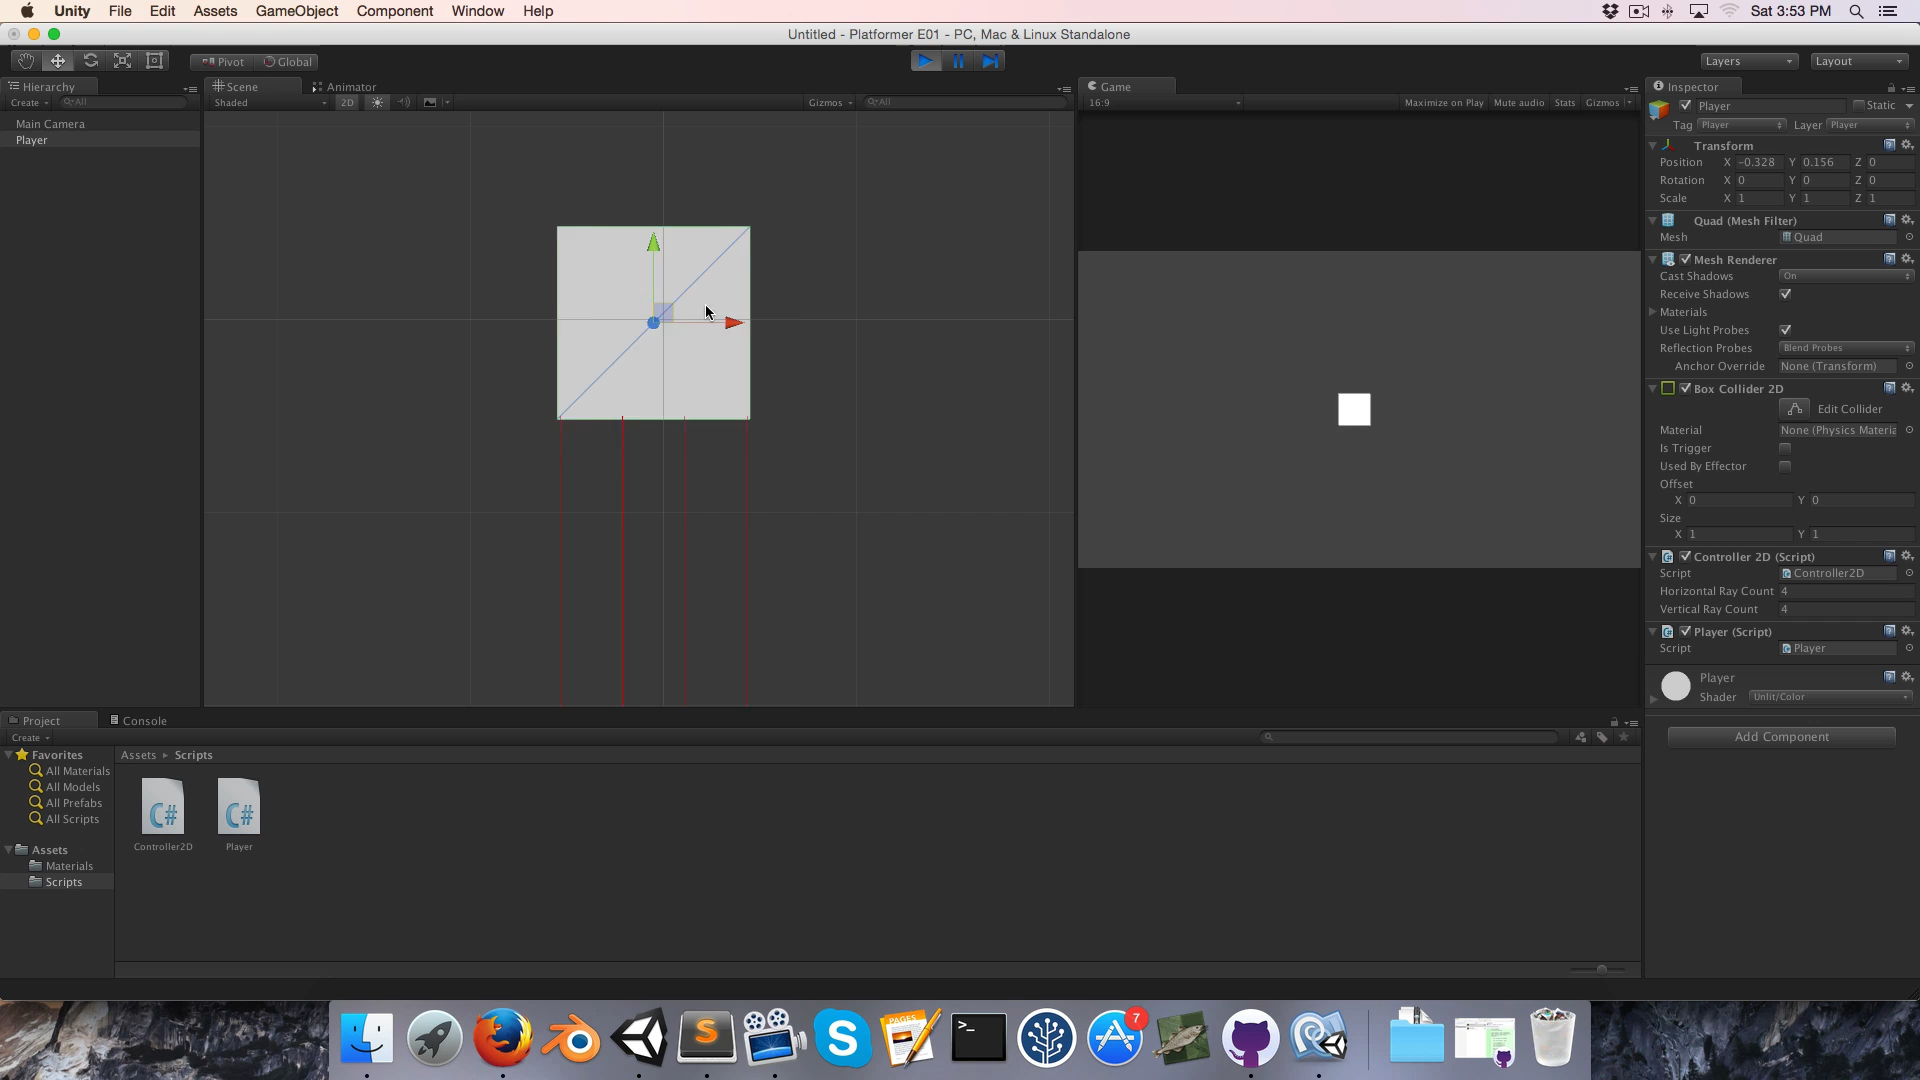 Unity File Edit Assets GameObject Component Window Help Sat 3:53 PM
Untitled - Platformer E01 - PC, Mac & Linux Standalone
Pivot Global Layers Layout
Hierarchy Scene Animator Game Inspector
Create All Shaded 2D Gizmos All 16:9 Maximize on Play Mute audio Stats Gizmos
Main Camera
Player
Player Static
Tag Player Layer Player
Transform
Position X -0.328 Y 0.156 Z 0
Rotation X 0 Y 0 Z 0
Scale X 1 Y 1 Z 1
Quad (Mesh Filter)
Mesh Quad
Mesh Renderer
Cast Shadows On
Receive Shadows
Materials
Use Light Probes
Reflection Probes Blend Probes
Anchor Override None (Transform)
Box Collider 2D
Edit Collider
Material None (Physics Materia
Is Trigger
Used By Effector
Offset
X 0 Y 0
Size
X 1 Y 1
Controller 2D (Script)
Script Controller2D
Horizontal Ray Count 4
Vertical Ray Count 4
Player (Script)
Script Player
Player
Shader Unlit/Color
Add Component
Project Console
Create
Favorites
All Materials
All Models
All Prefabs
All Scripts
Assets
Materials
Scripts
Assets Scripts
C# C#
Controller2D Player
S
S
PAGES
>_
7